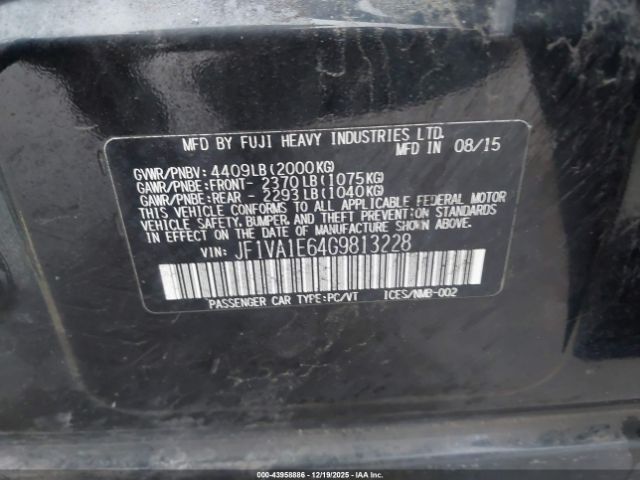 MFD BY FUJI HEAVY INDUSTRIES LTD.
MFD IN 08/15
GVWR/PNBV: 4409LB(2000KG)
GAWR/PNBE:FRONT- 2370LB(1075KG)
GAWR/PNBE:REAR - 2293LB(1040KG)
THIS VEHICLE CONFORMS TO ALL APPLICABLE FEDERAL MOTOR
VEHICLE SAFETY, BUMPER, AND THEFT PREVENTION STANDARDS
IN EFFECT ON THE DATE OF MANUFACTURE SHOWN ABOVE.
VIN: JF1VA1E64G9813228
PASSENGER CAR TYPE:PC/VT ICES/NMB-002
000-43958886 - 12/19/2025 - IAAI.COM